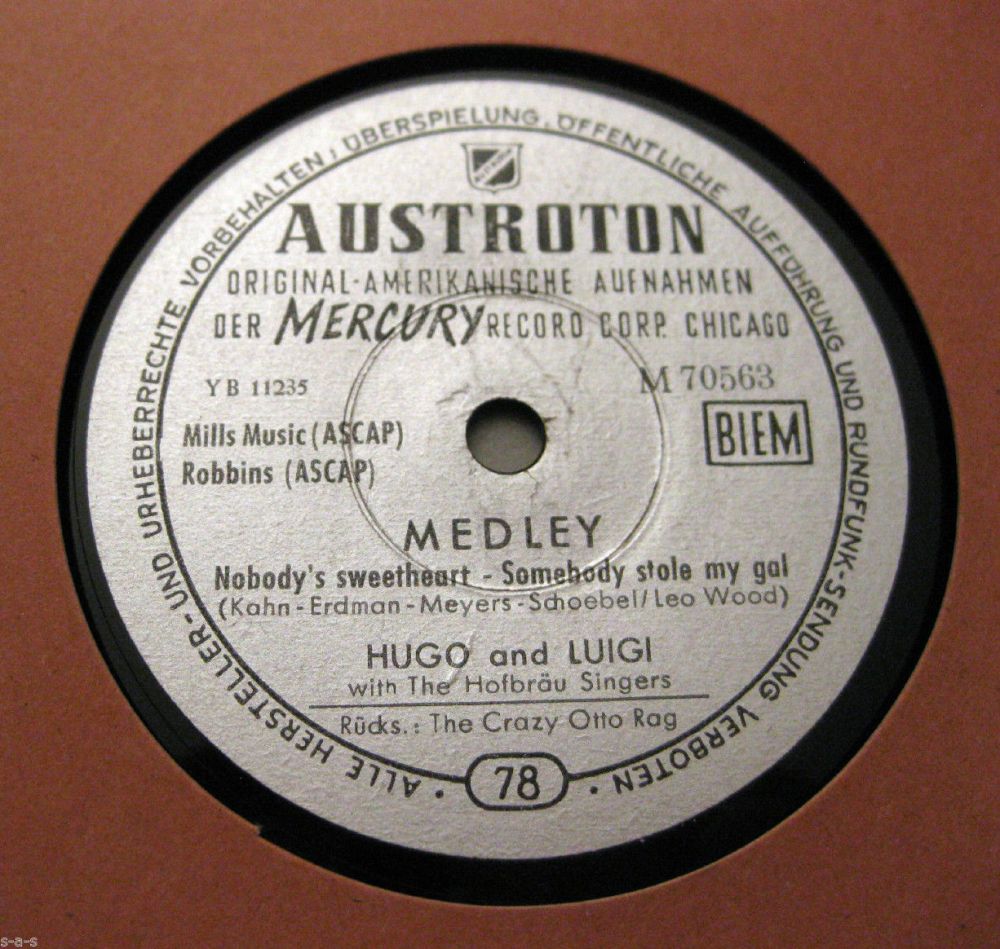 ALLE HERSTELLER- UND URHEBERRECHTE VORBEHALTEN; ÜBERSPIELUNG, ÖFFENTLICHE AUFFÜHRUNG UND RUNDFUNK-SENDUNG VERBOTEN
AUSTROTON
AUSTROTON
ORIGINAL-AMERIKANISCHE AUFNAHMEN
DER MERCURY RECORD CORP. CHICAGO
YB 11235
M 70563
Mills Music (ASCAP)
Robbins (ASCAP)
BIEM
MEDLEY
Nobody's sweetheart - Somebody stole my gal
(Kahn - Erdman - Meyers - Schoebel / Leo Wood)
HUGO and LUIGI
with The Hofbräu Singers
Rücks.: The Crazy Otto Rag
78
s-a-s